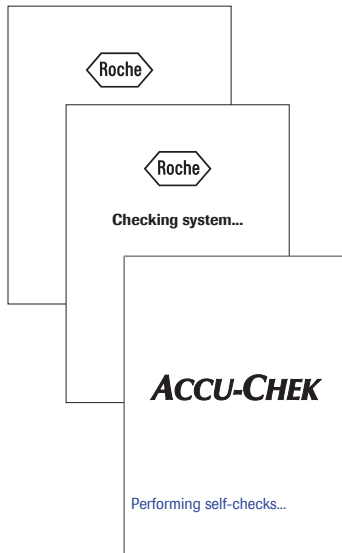 Roche
Roche
Checking system...
ACCU-CHEK
Performing self-checks...